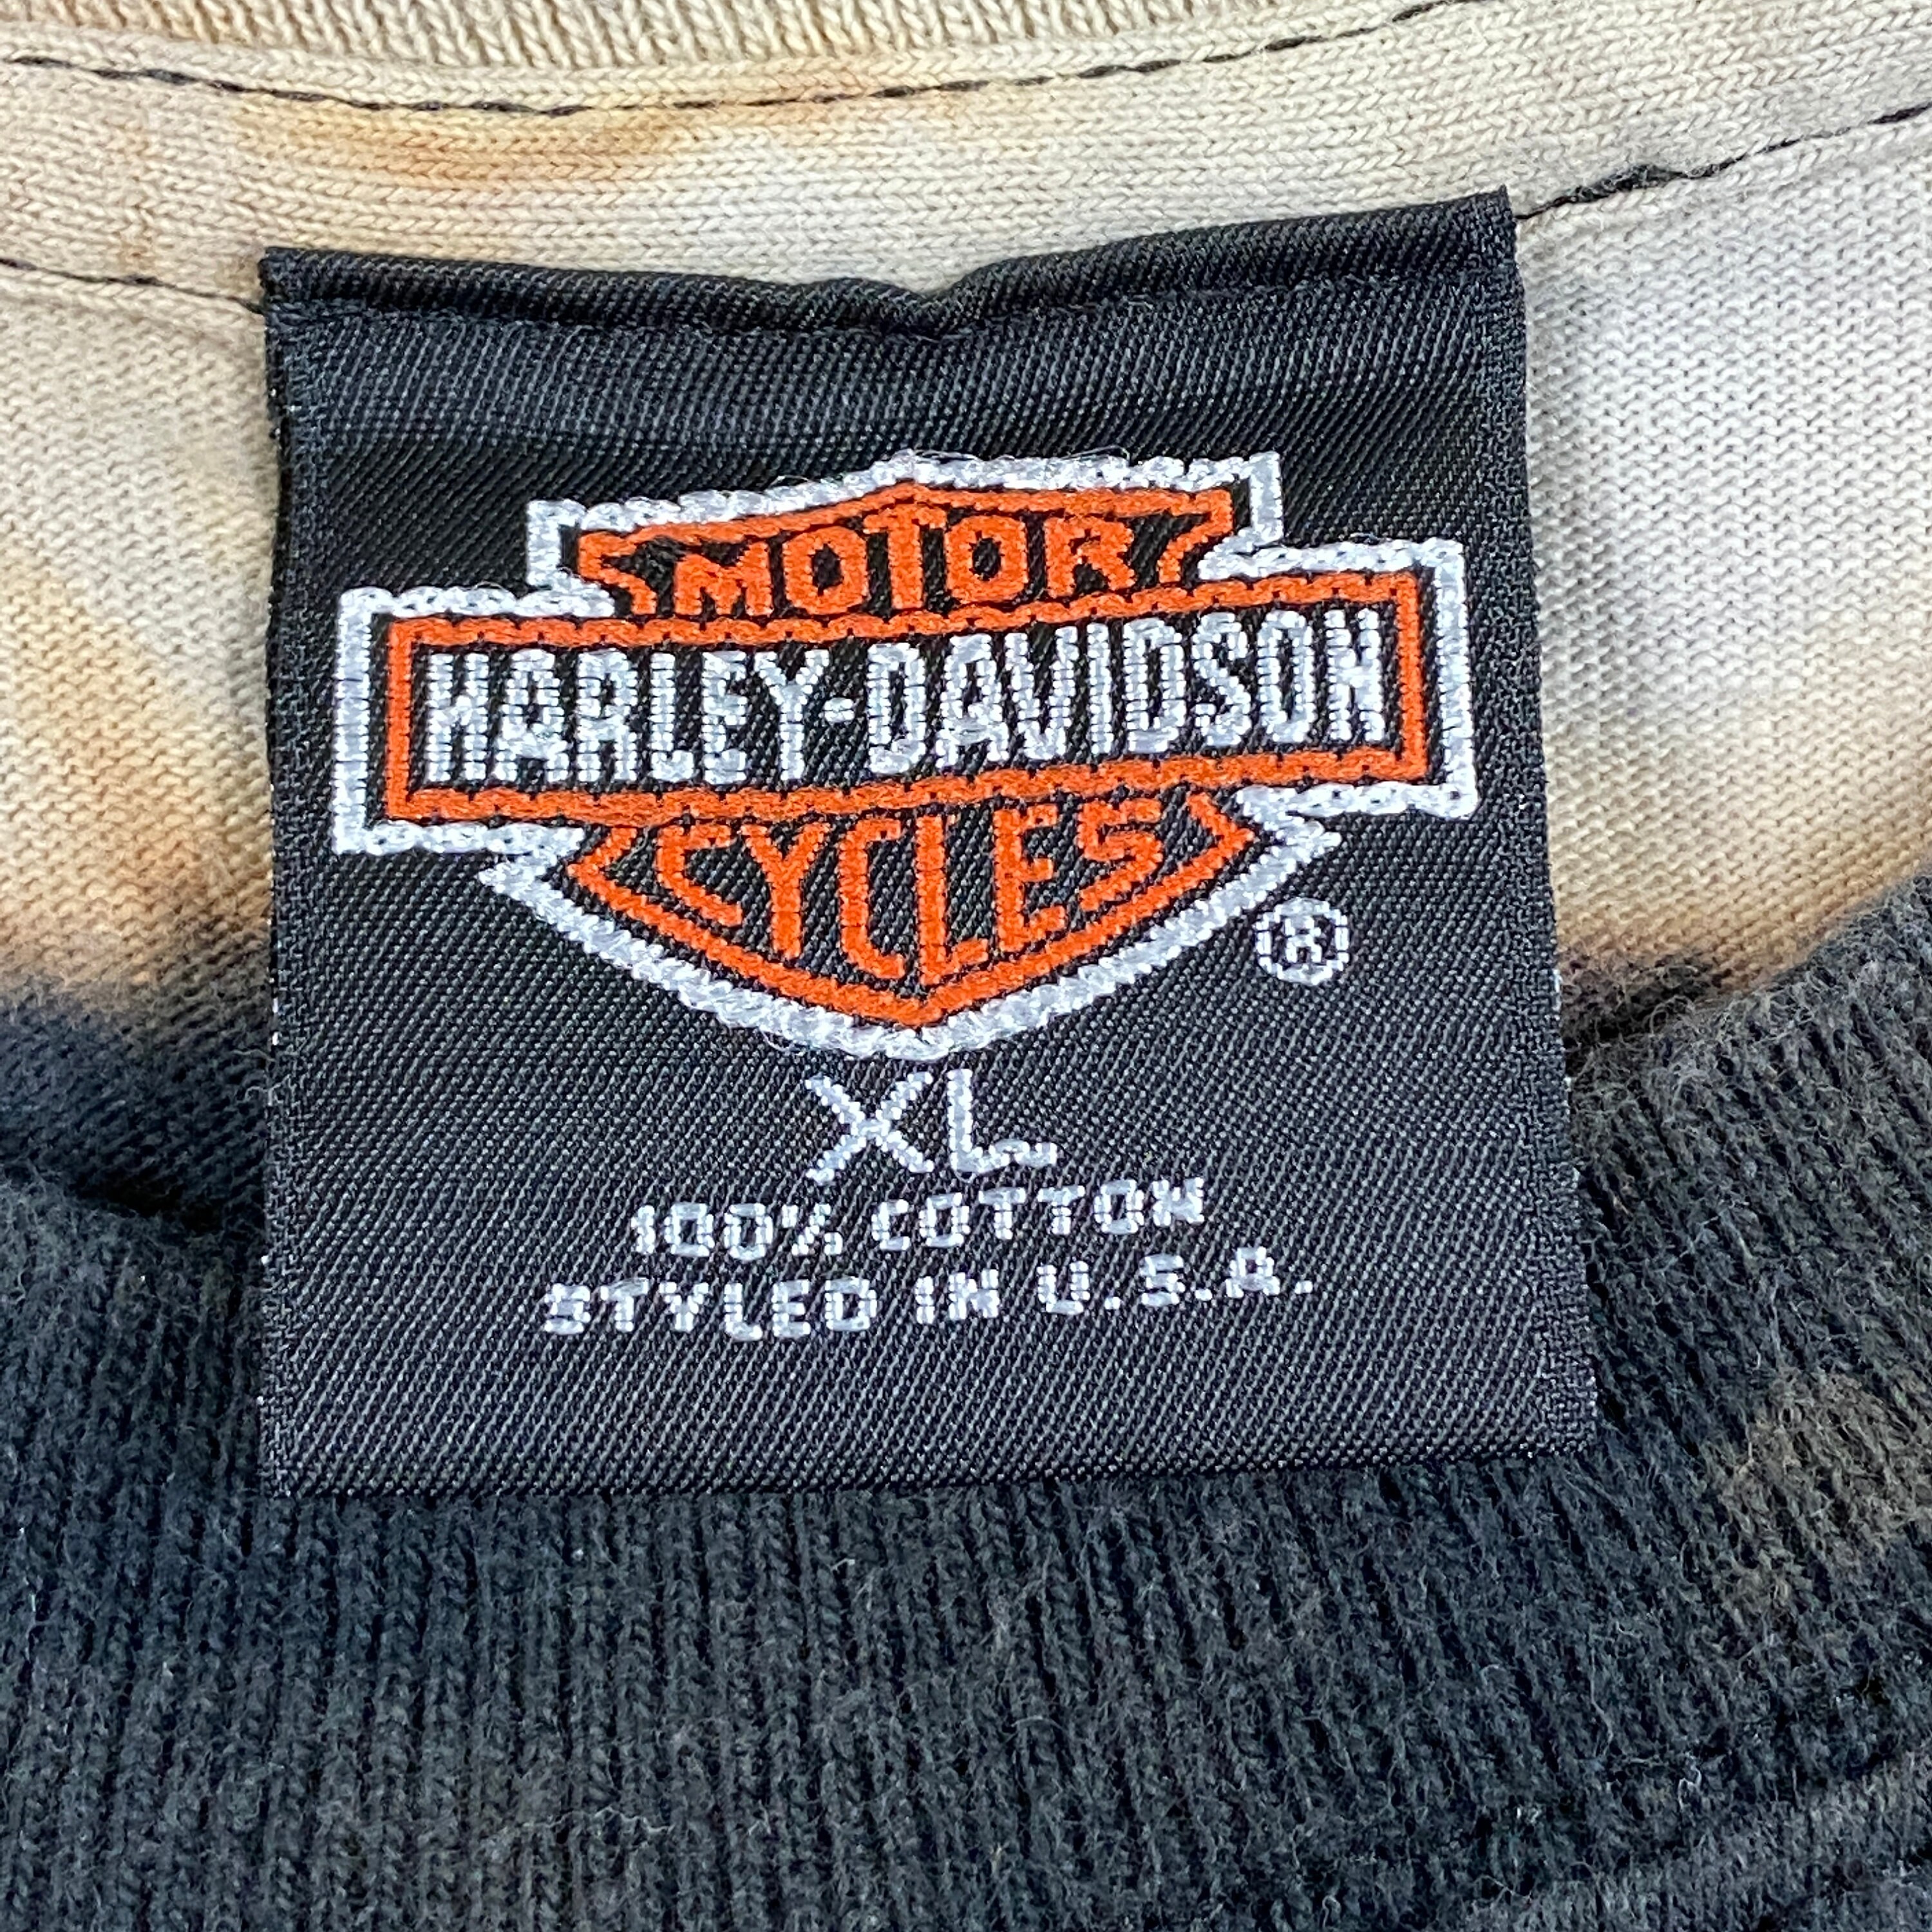 MOTOR
HARLEY-DAVIDSON
CYCLES
®
XL
100% COTTON
STYLED IN U.S.A.